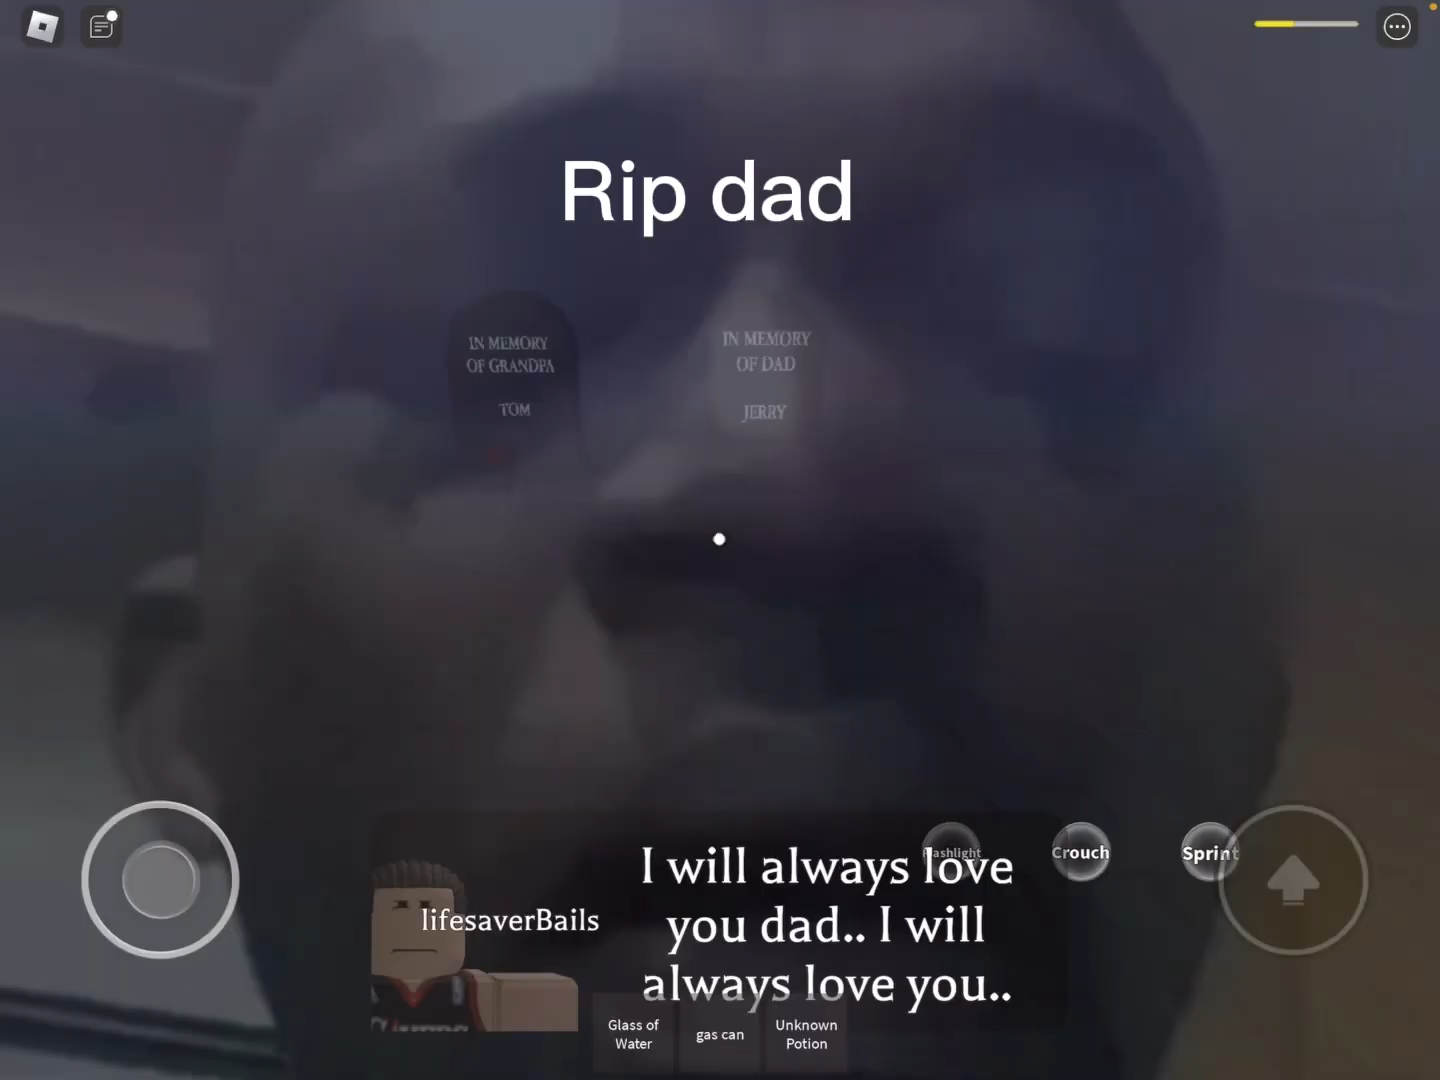 Rip dad
IN MEMORY
OF GRANDPA
TOM
IN MEMORY
OF DAD
JERRY
Crouch
Sprint
lifesaverBails
I will always love
you dad.. I will
always love you..
Glass of
Water
gas can
Unknown
Potion